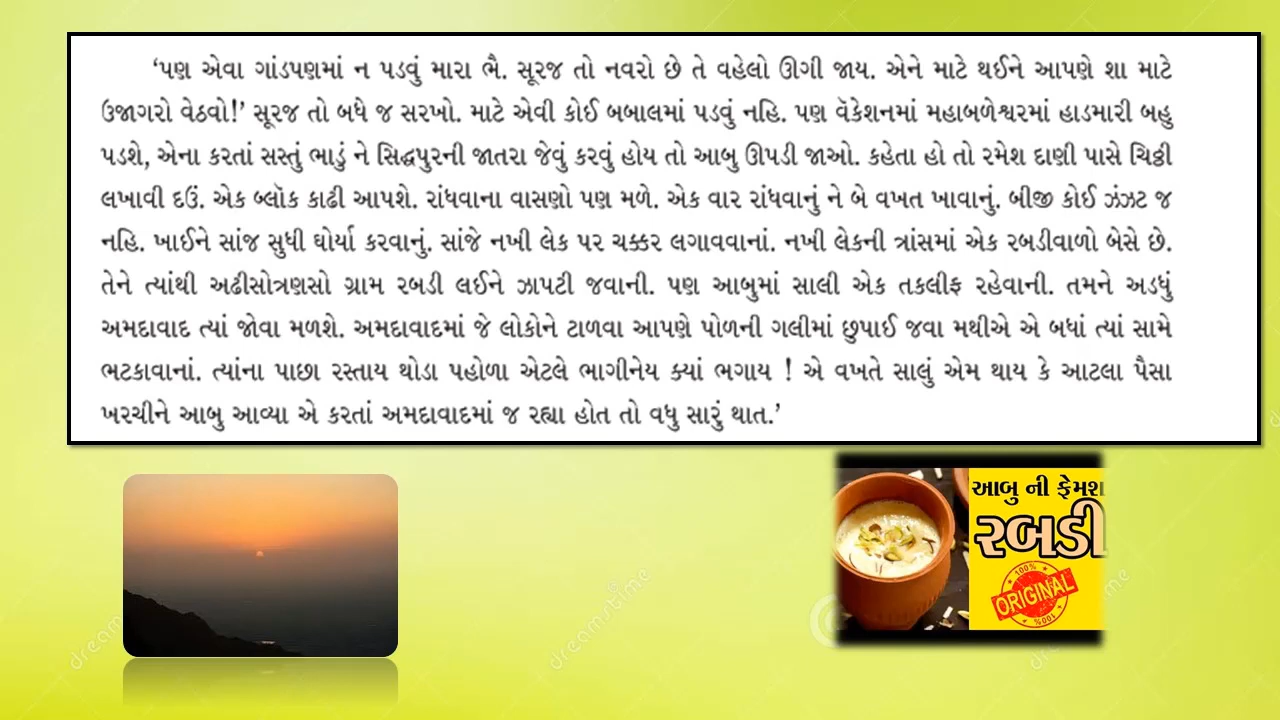 ‘પણ એવા ગાંડપણમાં ન પડવું મારા ભૈ. સૂરજ તો નવરો છે તે વહેલો ઊગી જાય. એને માટે થઈને આપણે શા માટે
ઉજાગરો વેઠવો!’ સૂરજ તો બધે જ સરખો. માટે એવી કોઈ બબાલમાં પડવું નહિ. પણ વૅકેશનમાં મહાબળેશ્વરમાં હાડમારી બહુ
પડશે, એના કરતાં સસ્તું ભાડું ને સિદ્ધપુરની જાતરા જેવું કરવું હોય તો આબુ ઊપડી જાઓ. કહેતા હો તો રમેશ દાણી પાસે ચિઠ્ઠી
લખાવી દઉં. એક બ્લૉક કાઢી આપશે. રાંધવાના વાસણો પણ મળે. એક વાર રાંધવાનું ને બે વખત ખાવાનું. બીજી કોઈ ઝંઝટ જ
નહિ. ખાઈને સાંજ સુધી ઘોર્યા કરવાનું. સાંજે નખી લેક પર ચક્કર લગાવવાનાં. નખી લેકની ત્રાંસમાં એક રબડીવાળો બેસે છે.
તેને ત્યાંથી અઢીસોત્રણસો ગ્રામ રબડી લઈને ઝાપટી જવાની. પણ આબુમાં સાલી એક તકલીફ રહેવાની. તમને અડધું
અમદાવાદ ત્યાં જોવા મળશે. અમદાવાદમાં જે લોકોને ટાળવા આપણે પોળની ગલીમાં છુપાઈ જવા મથીએ એ બધાં ત્યાં સામે
ભટકાવાનાં. ત્યાંના પાછા રસ્તાય થોડા પહોળા એટલે ભાગીનેય ક્યાં ભગાય ! એ વખતે સાલું એમ થાય કે આટલા પૈસા
ખરચીને આબુ આવ્યા એ કરતાં અમદાવાદમાં જ રહ્યા હોત તો વધુ સારું થાત.’
આબુ ની ફેમશ
રબડી
100%
ORIGINAL
100%
dreamstime